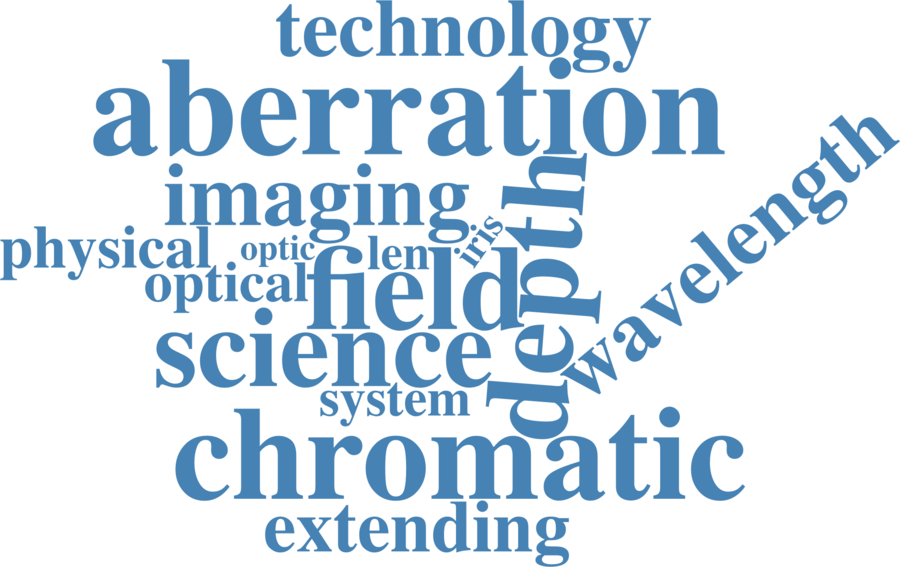 technology
aberration
imaging
depth
wavelength
physical
optic
len
iris
optical
field
science
system
chromatic
extending